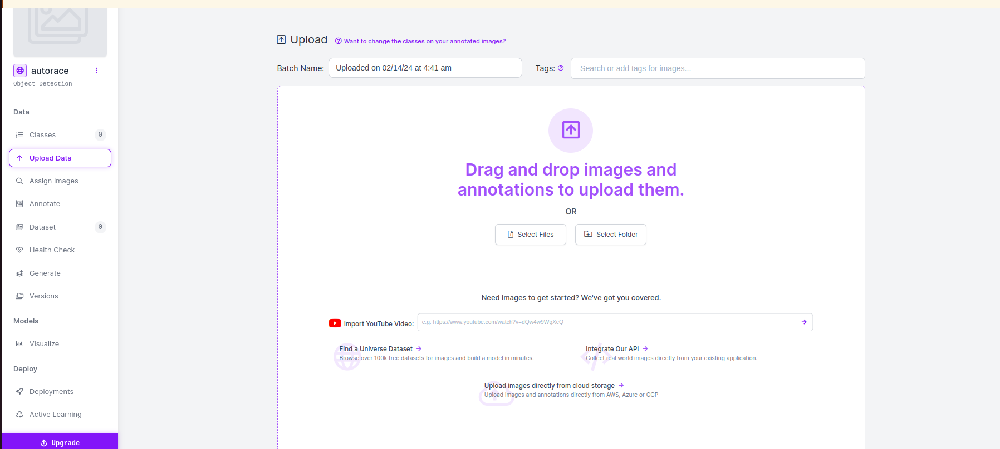 autorace
Object Detection
Data
Classes 0
Upload Data
Assign Images
Annotate
Dataset 0
Health Check
Generate
Versions
Models
Visualize
Deploy
Deployments
Active Learning
Upgrade
Upload Want to change the classes on your annotated images?
Batch Name: Uploaded on 02/14/24 at 4:41 am Tags: Search or add tags for images...
Drag and drop images and
annotations to upload them.
OR
Select Files Select Folder
Need images to get started? We've got you covered.
Import YouTube Video: e.g. https://www.youtube.com/watch?v=dQw4w9WgXcQ
Find a Universe Dataset
Browse over 100k free datasets for images and build a model in minutes.
Integrate Our API
Collect real world images directly from your existing application.
Upload images directly from cloud storage
Upload images and annotations directly from AWS, Azure or GCP